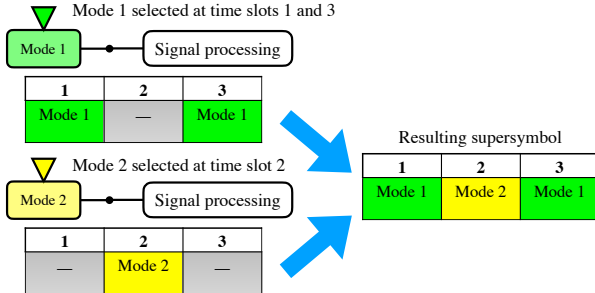 Mode 1 selected at time slots 1 and 3
Mode 1
Signal processing
1 2 3
Mode 1 — Mode 1
Mode 2 selected at time slot 2
Mode 2
Signal processing
1 2 3
— Mode 2 —
Resulting supersymbol
1 2 3
Mode 1 Mode 2 Mode 1